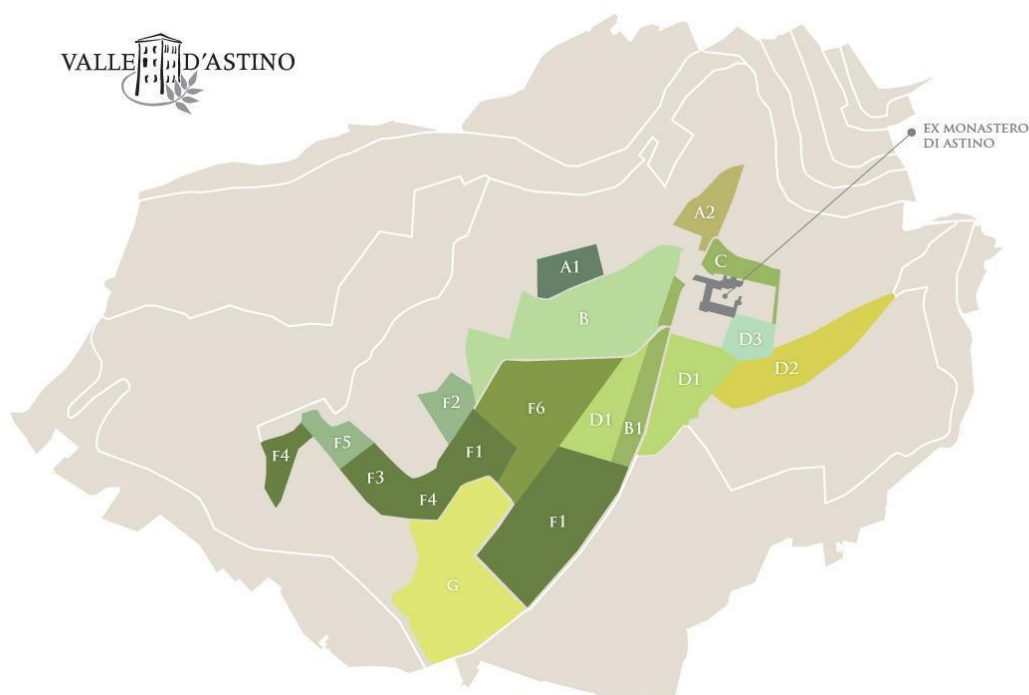 VALLE D'ASTINO
EX MONASTERO
DI ASTINO
A2
C
A1
B
D3
D2
D1
F2
F6
D1
B1
F5
F4
F3
F1
F4
F1
G